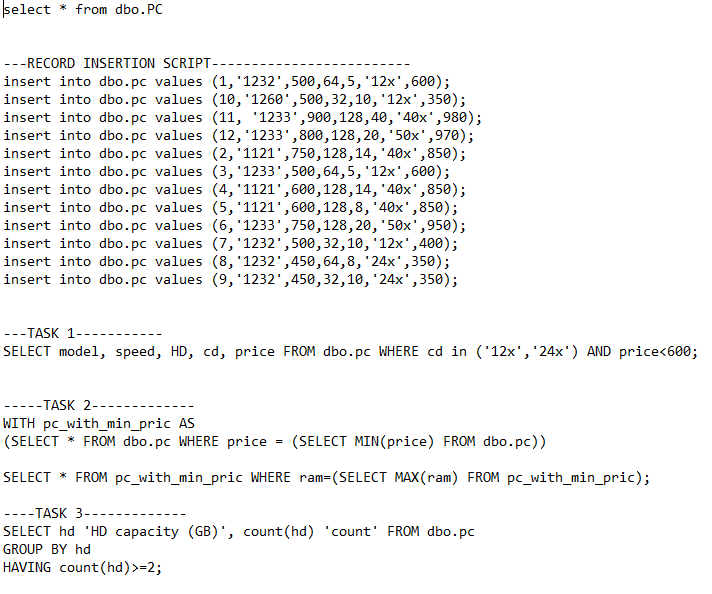 select * from dbo.PC
---RECORD INSERTION SCRIPT-------------------------
insert into dbo.pc values (1,'1232',500,64,5,'12x',600);
insert into dbo.pc values (10,'1260',500,32,10,'12x',350);
insert into dbo.pc values (11, '1233',900,128,40,'40x',980);
insert into dbo.pc values (12,'1233',800,128,20,'50x',970);
insert into dbo.pc values (2,'1121',750,128,14,'40x',850);
insert into dbo.pc values (3,'1233',500,64,5,'12x',600);
insert into dbo.pc values (4,'1121',600,128,14,'40x',850);
insert into dbo.pc values (5,'1121',600,128,8,'40x',850);
insert into dbo.pc values (6,'1233',750,128,20,'50x',950);
insert into dbo.pc values (7,'1232',500,32,10,'12x',400);
insert into dbo.pc values (8,'1232',450,64,8,'24x',350);
insert into dbo.pc values (9,'1232',450,32,10,'24x',350);
---TASK 1-----------
SELECT model, speed, HD, cd, price FROM dbo.pc WHERE cd in ('12x','24x') AND price<600;
-----TASK 2-------------
WITH pc_with_min_pric AS
(SELECT * FROM dbo.pc WHERE price = (SELECT MIN(price) FROM dbo.pc))
SELECT * FROM pc_with_min_pric WHERE ram=(SELECT MAX(ram) FROM pc_with_min_pric);
----TASK 3-------------
SELECT hd 'HD capacity (GB)', count(hd) 'count' FROM dbo.pc
GROUP BY hd
HAVING count(hd)>=2;